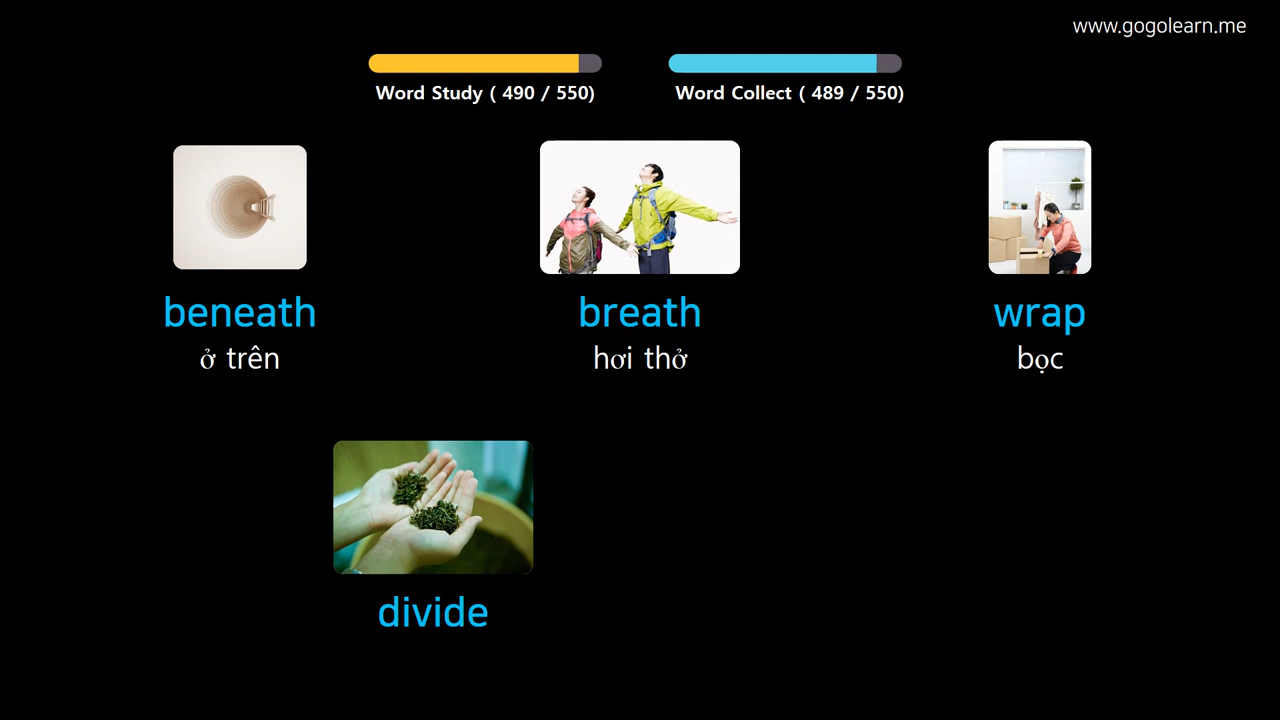 www.gogolearn.me
Word Study ( 490 / 550)
Word Collect ( 489 / 550)
beneath
ở trên
breath
hơi thở
wrap
bọc
divide